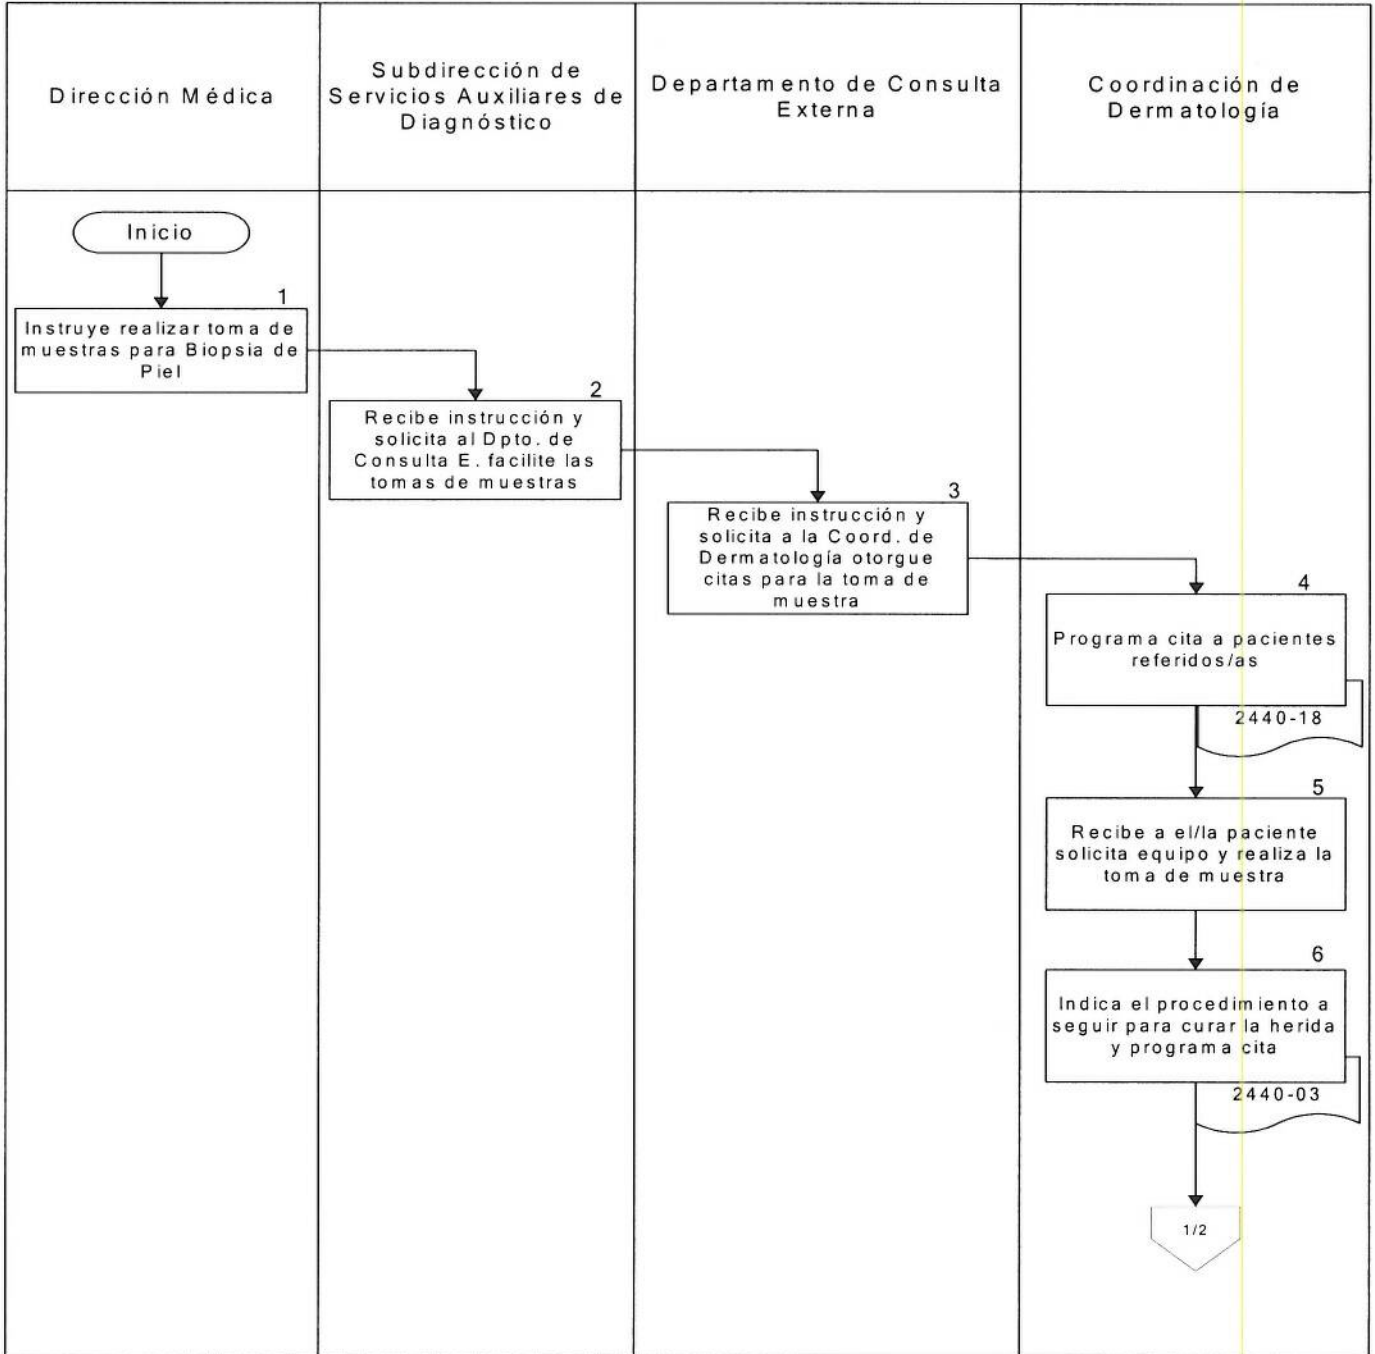 Dirección Médica
Subdirección de
Servicios Auxiliares de
Diagnóstico
Departamento de Consulta
Externa
Coordinación de
Dermatología
Inicio
1
Instruye realizar toma de
muestras para Biopsia de
Piel
2
Recibe instrucción y
solicita al Dpto. de
Consulta E. facilite las
tomas de muestras
3
Recibe instrucción y
solicita a la Coord. de
Dermatología otorgue
citas para la toma de
muestra
4
Programa cita a pacientes
referidos/as
2440-18
5
Recibe a el/la paciente
solicita equipo y realiza la
toma de muestra
6
Indica el procedimiento a
seguir para curar la herida
y programa cita
2440-03
1/2